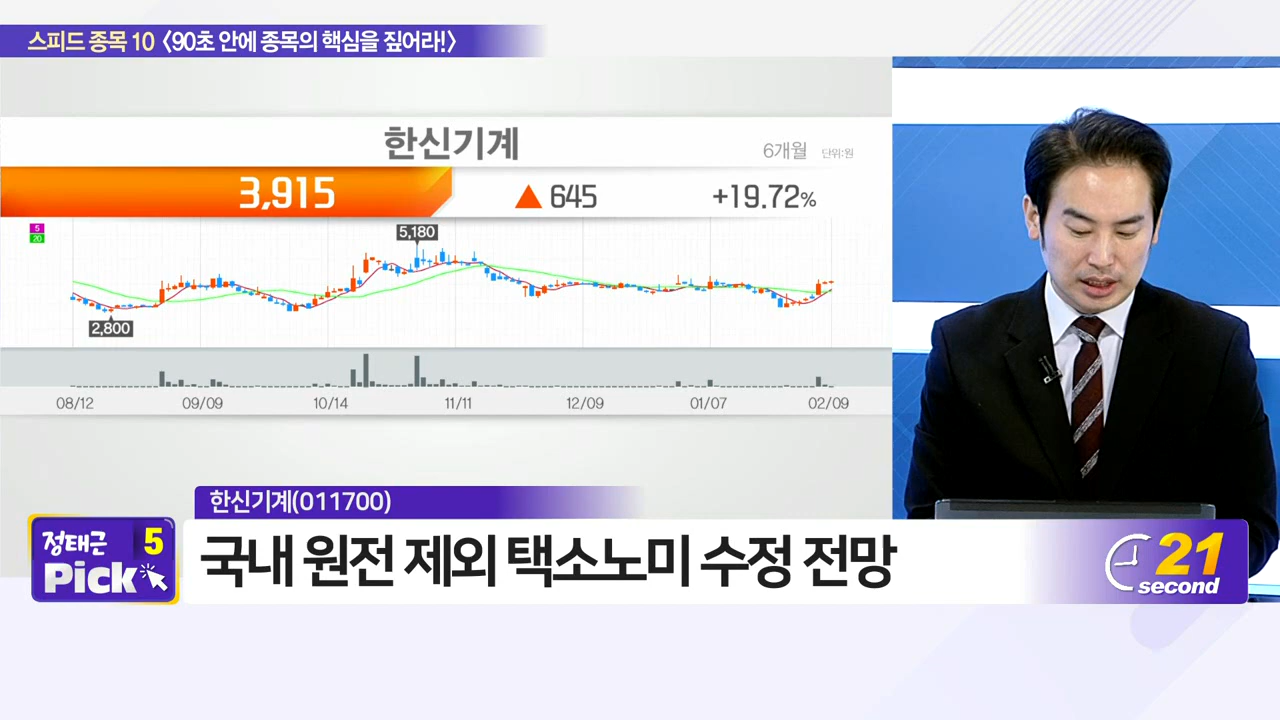 스피드 종목 10 〈90초 안에 종목의 핵심을 짚어라!〉
한신기계
6개월 단위:원
3,915 ▲ 645 +19.72%
5
20
5,180
2,800
08/12 09/09 10/14 11/11 12/09 01/07 02/09
한신기계(011700)
정태근 5
Pick
국내 원전 제외 택소노미 수정 전망
21
second